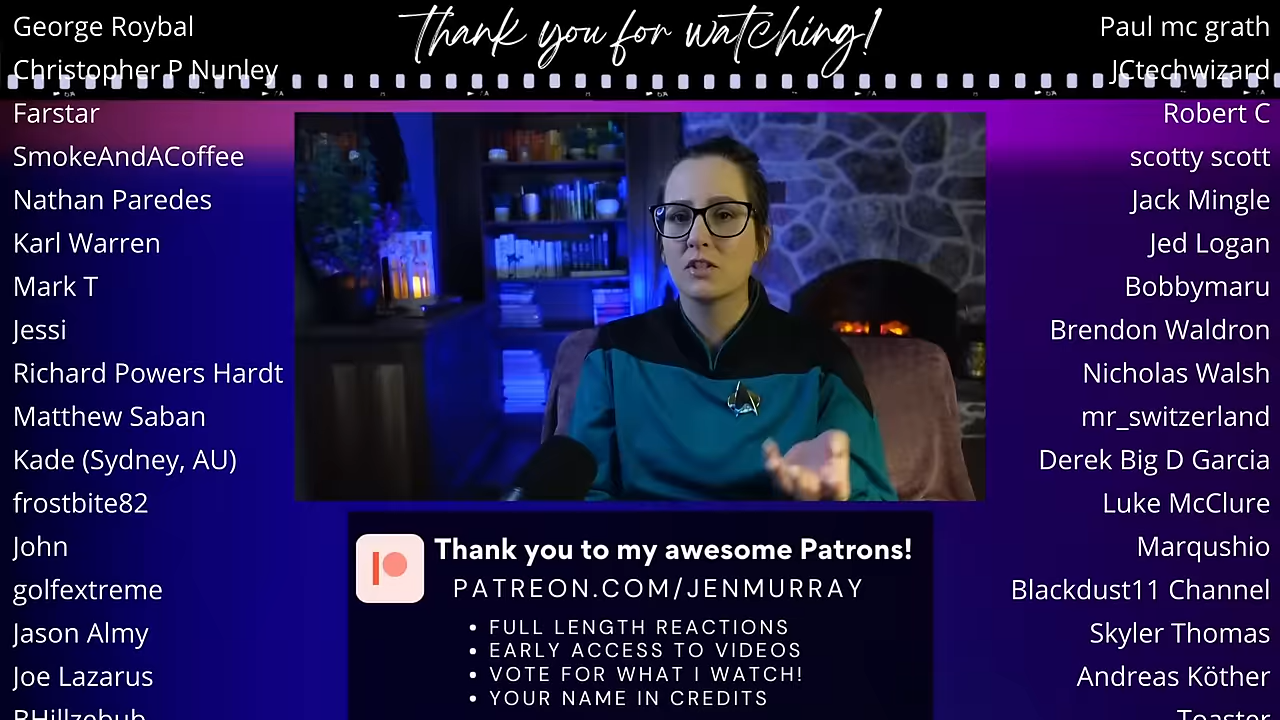 Thank you for watching!
George Roybal
Christopher P Nunley
Farstar
SmokeAndACoffee
Nathan Paredes
Karl Warren
Mark T
Jessi
Richard Powers Hardt
Matthew Saban
Kade (Sydney, AU)
frostbite82
John
golfextreme
Jason Almy
Joe Lazarus
Paul mc grath
JCtechwizard
Robert C
scotty scott
Jack Mingle
Jed Logan
Bobbymaru
Brendon Waldron
Nicholas Walsh
mr_switzerland
Derek Big D Garcia
Luke McClure
Marqushio
Blackdust11 Channel
Skyler Thomas
Andreas Köther
Toaster
Thank you to my awesome Patrons!
PATREON.COM/JENMURRAY
• FULL LENGTH REACTIONS
• EARLY ACCESS TO VIDEOS
• VOTE FOR WHAT I WATCH!
• YOUR NAME IN CREDITS